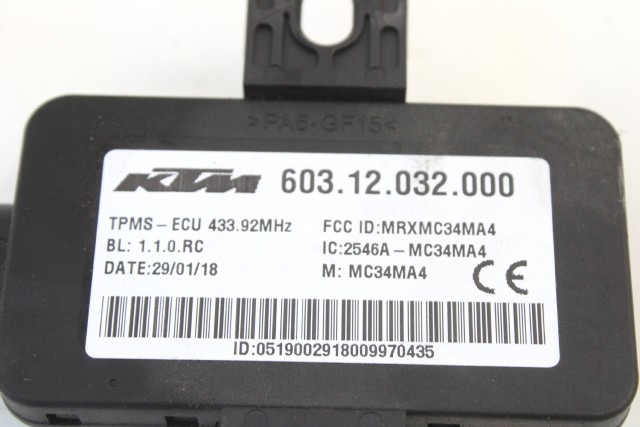 >PA6-GF15<
KTM 603.12.032.000
TPMS-ECU 433.92MHz FCC ID:MRXMC34MA4
BL: 1.1.0.RC IC:2546A-MC34MA4
DATE:29/01/18 M: MC34MA4 CE
ID:0519002918009970435